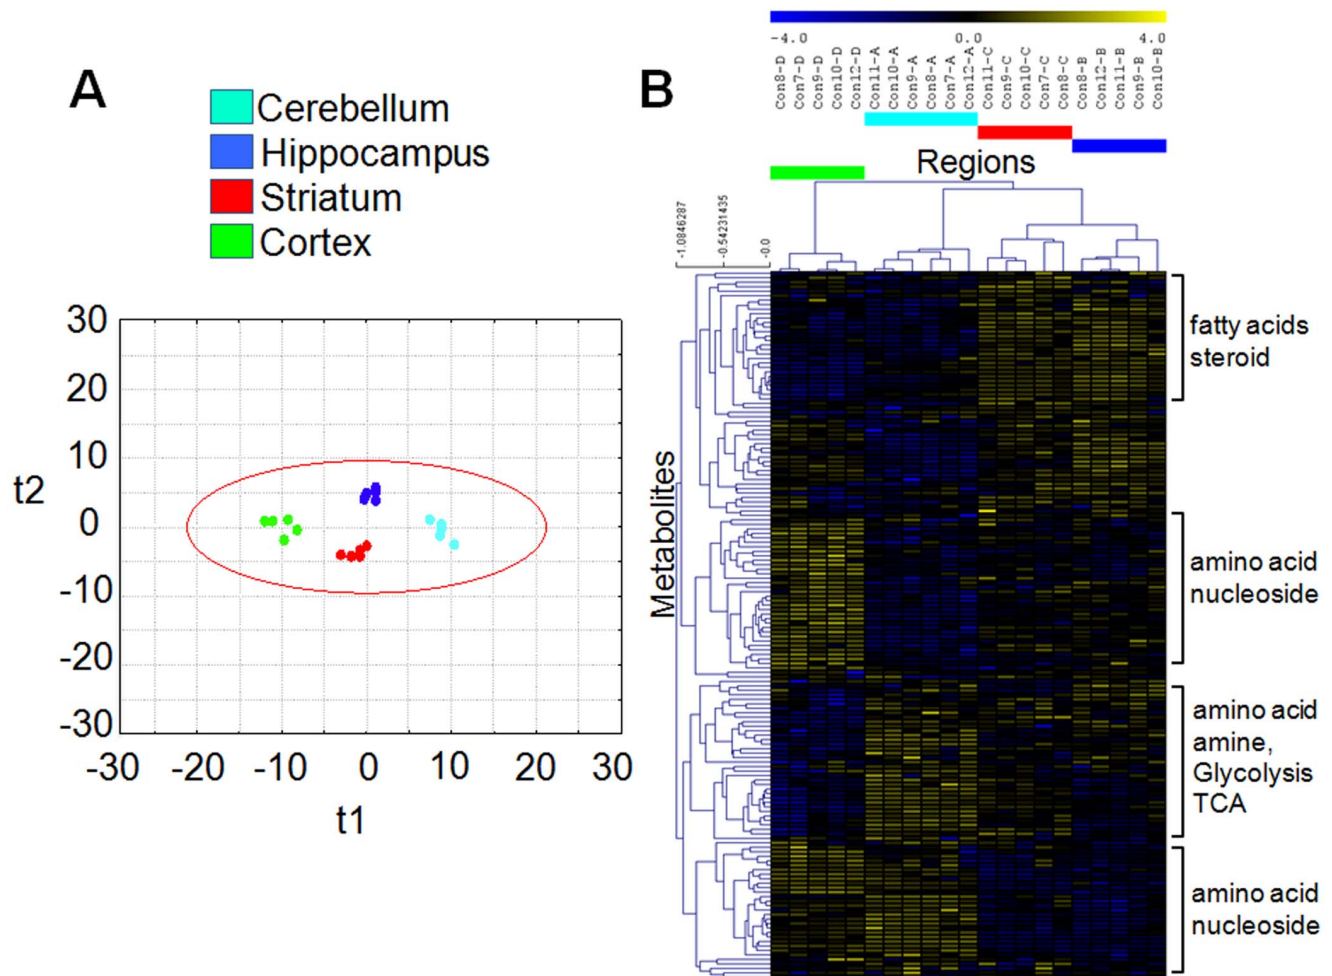 A
Cerebellum
Hippocampus
Striatum
Cortex
30
20
10
0
-10
-20
-30
t2
-30 -20 -10 0 10 20 30
t1
B
-4.0 0.0 4.0
Con8-D
Con7-D
Con9-D
Con10-D
Con12-D
Con11-A
Con10-A
Con9-A
Con8-A
Con7-A
Con12-A
Con11-C
Con9-C
Con10-C
Con7-C
Con8-C
Con8-B
Con12-B
Con11-B
Con9-B
Con10-B
Regions
-1.0846287
-0.54231435
-0.0
Metabolites
fatty acids
steroid
amino acid
nucleoside
amino acid
amine,
Glycolysis
TCA
amino acid
nucleoside